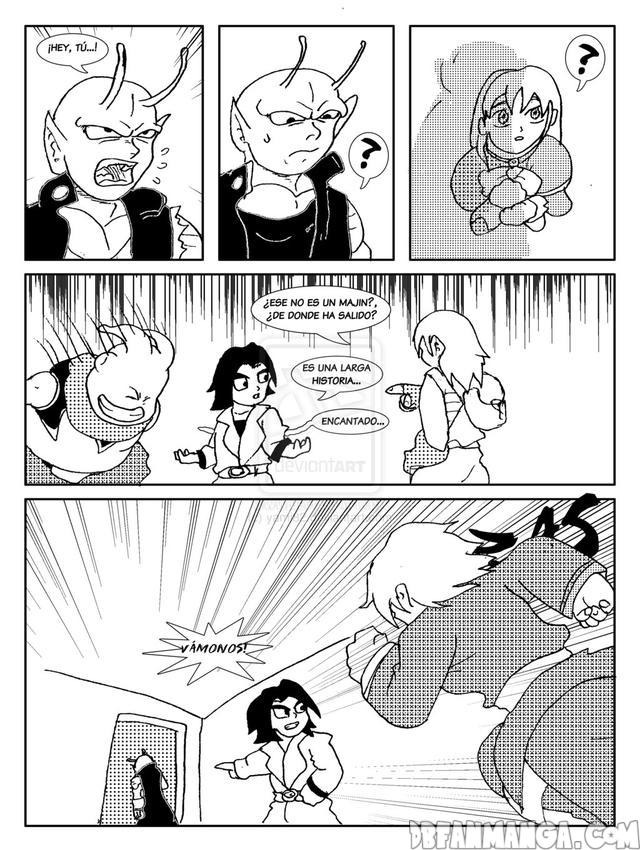 ¡HEY, TÚ...!
?
?
¿ESE NO ES UN MAJIN?,
¿DE DONDE HA SALIDO?
ES UNA LARGA
HISTORIA...
ENCANTADO...
deviantART
VÁMONOS!
DBFANMANGA.COM